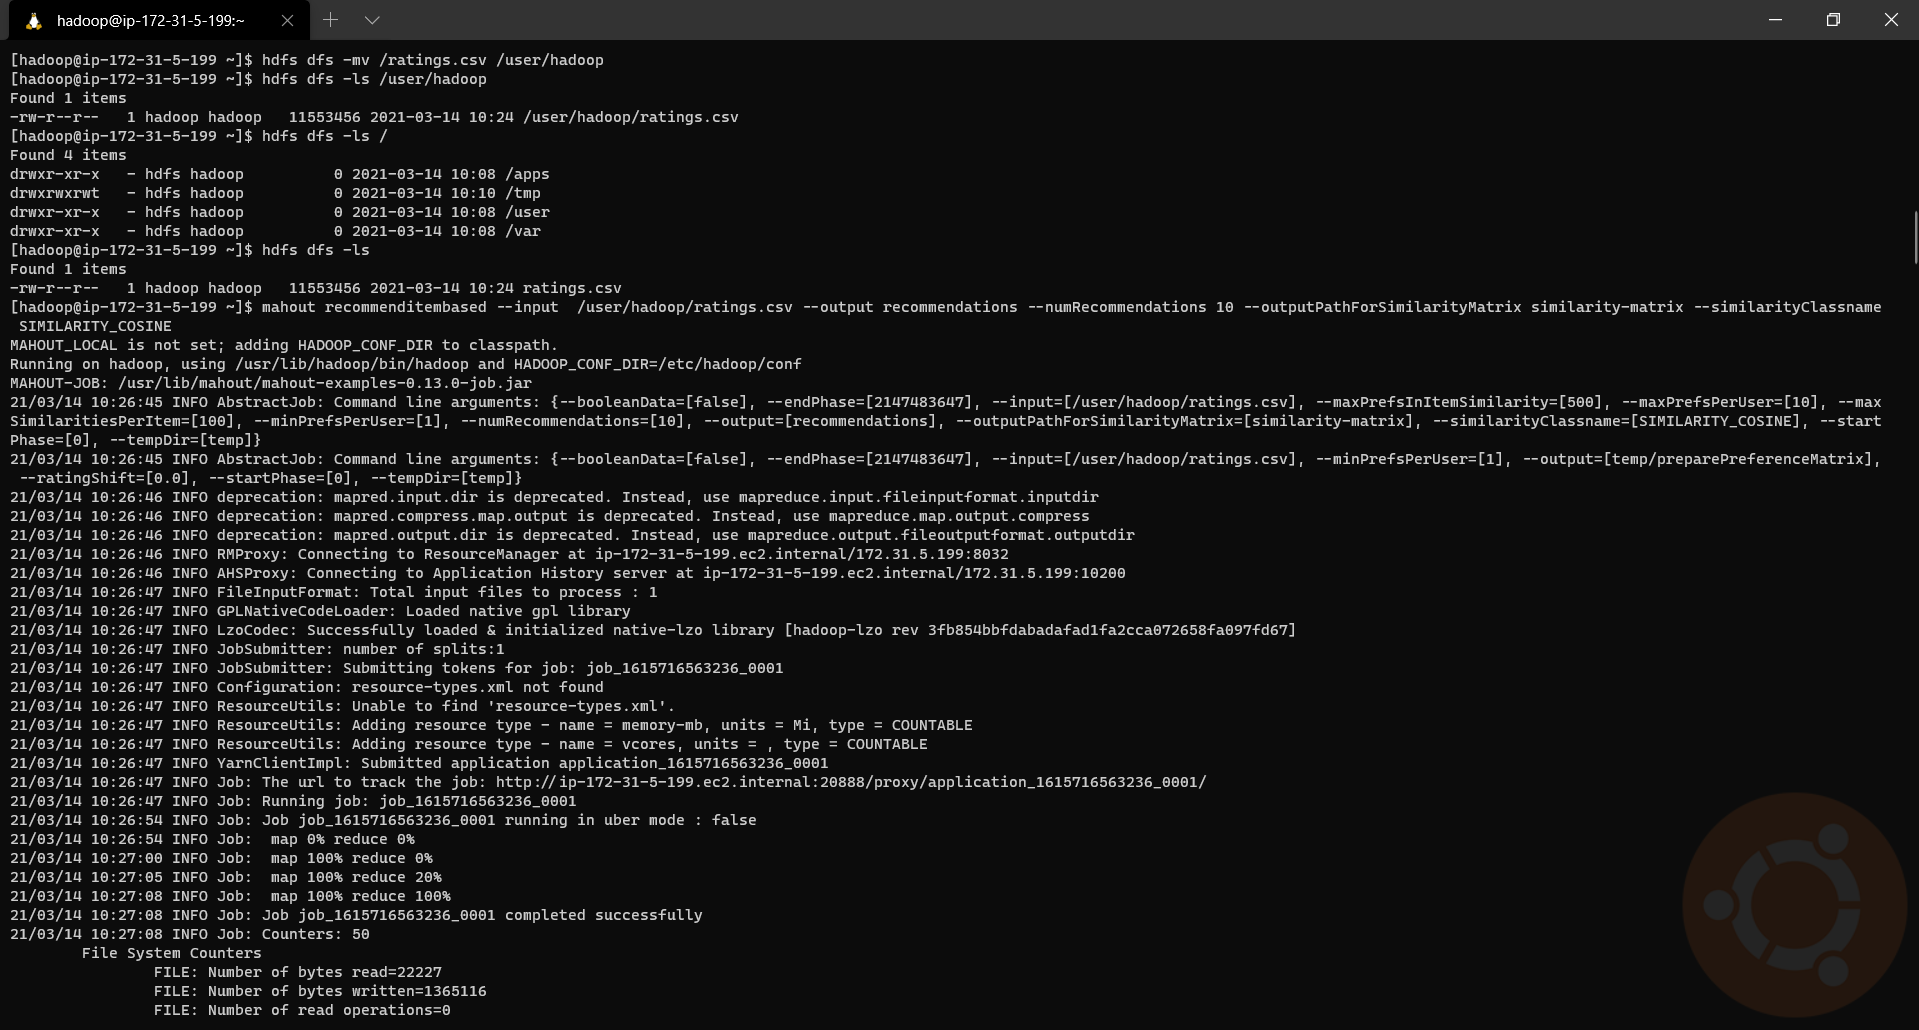 hadoop@ip-172-31-5-199:~
[hadoop@ip-172-31-5-199 ~]$ hdfs dfs -mv /ratings.csv /user/hadoop
[hadoop@ip-172-31-5-199 ~]$ hdfs dfs -ls /user/hadoop
Found 1 items
-rw-r--r--   1 hadoop hadoop   11553456 2021-03-14 10:24 /user/hadoop/ratings.csv
[hadoop@ip-172-31-5-199 ~]$ hdfs dfs -ls /
Found 4 items
drwxr-xr-x   - hdfs hadoop          0 2021-03-14 10:08 /apps
drwxrwxrwt   - hdfs hadoop          0 2021-03-14 10:10 /tmp
drwxr-xr-x   - hdfs hadoop          0 2021-03-14 10:08 /user
drwxr-xr-x   - hdfs hadoop          0 2021-03-14 10:08 /var
[hadoop@ip-172-31-5-199 ~]$ hdfs dfs -ls
Found 1 items
-rw-r--r--   1 hadoop hadoop   11553456 2021-03-14 10:24 ratings.csv
[hadoop@ip-172-31-5-199 ~]$ mahout recommenditembased --input  /user/hadoop/ratings.csv --output recommendations --numRecommendations 10 --outputPathForSimilarityMatrix similarity-matrix --similarityClassname
 SIMILARITY_COSINE
MAHOUT_LOCAL is not set; adding HADOOP_CONF_DIR to classpath.
Running on hadoop, using /usr/lib/hadoop/bin/hadoop and HADOOP_CONF_DIR=/etc/hadoop/conf
MAHOUT-JOB: /usr/lib/mahout/mahout-examples-0.13.0-job.jar
21/03/14 10:26:45 INFO AbstractJob: Command line arguments: {--booleanData=[false], --endPhase=[2147483647], --input=[/user/hadoop/ratings.csv], --maxPrefsInItemSimilarity=[500], --maxPrefsPerUser=[10], --max
SimilaritiesPerItem=[100], --minPrefsPerUser=[1], --numRecommendations=[10], --output=[recommendations], --outputPathForSimilarityMatrix=[similarity-matrix], --similarityClassname=[SIMILARITY_COSINE], --start
Phase=[0], --tempDir=[temp]}
21/03/14 10:26:45 INFO AbstractJob: Command line arguments: {--booleanData=[false], --endPhase=[2147483647], --input=[/user/hadoop/ratings.csv], --minPrefsPerUser=[1], --output=[temp/preparePreferenceMatrix],
 --ratingShift=[0.0], --startPhase=[0], --tempDir=[temp]}
21/03/14 10:26:46 INFO deprecation: mapred.input.dir is deprecated. Instead, use mapreduce.input.fileinputformat.inputdir
21/03/14 10:26:46 INFO deprecation: mapred.compress.map.output is deprecated. Instead, use mapreduce.map.output.compress
21/03/14 10:26:46 INFO deprecation: mapred.output.dir is deprecated. Instead, use mapreduce.output.fileoutputformat.outputdir
21/03/14 10:26:46 INFO RMProxy: Connecting to ResourceManager at ip-172-31-5-199.ec2.internal/172.31.5.199:8032
21/03/14 10:26:46 INFO AHSProxy: Connecting to Application History server at ip-172-31-5-199.ec2.internal/172.31.5.199:10200
21/03/14 10:26:47 INFO FileInputFormat: Total input files to process : 1
21/03/14 10:26:47 INFO GPLNativeCodeLoader: Loaded native gpl library
21/03/14 10:26:47 INFO LzoCodec: Successfully loaded & initialized native-lzo library [hadoop-lzo rev 3fb854bbfdabadafad1fa2cca072658fa097fd67]
21/03/14 10:26:47 INFO JobSubmitter: number of splits:1
21/03/14 10:26:47 INFO JobSubmitter: Submitting tokens for job: job_1615716563236_0001
21/03/14 10:26:47 INFO Configuration: resource-types.xml not found
21/03/14 10:26:47 INFO ResourceUtils: Unable to find 'resource-types.xml'.
21/03/14 10:26:47 INFO ResourceUtils: Adding resource type - name = memory-mb, units = Mi, type = COUNTABLE
21/03/14 10:26:47 INFO ResourceUtils: Adding resource type - name = vcores, units = , type = COUNTABLE
21/03/14 10:26:47 INFO YarnClientImpl: Submitted application application_1615716563236_0001
21/03/14 10:26:47 INFO Job: The url to track the job: http://ip-172-31-5-199.ec2.internal:20888/proxy/application_1615716563236_0001/
21/03/14 10:26:47 INFO Job: Running job: job_1615716563236_0001
21/03/14 10:26:54 INFO Job: Job job_1615716563236_0001 running in uber mode : false
21/03/14 10:26:54 INFO Job:  map 0% reduce 0%
21/03/14 10:27:00 INFO Job:  map 100% reduce 0%
21/03/14 10:27:05 INFO Job:  map 100% reduce 20%
21/03/14 10:27:08 INFO Job:  map 100% reduce 100%
21/03/14 10:27:08 INFO Job: Job job_1615716563236_0001 completed successfully
21/03/14 10:27:08 INFO Job: Counters: 50
        File System Counters
                FILE: Number of bytes read=22227
                FILE: Number of bytes written=1365116
                FILE: Number of read operations=0